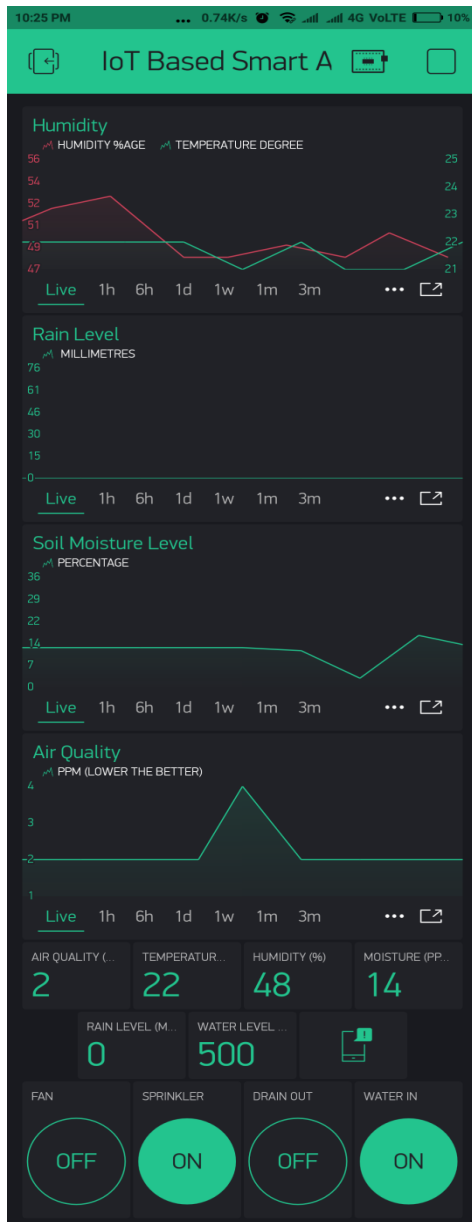 10:25 PM ... 0.74K/s 4G VoLTE 10%
IoT Based Smart A
Humidity
HUMIDITY %AGE TEMPERATURE DEGREE
56 25
54 24
52 23
51
49 22
47 21
Live 1h 6h 1d 1w 1m 3m
Rain Level
MILLIMETRES
76
61
46
30
15
0
Live 1h 6h 1d 1w 1m 3m
Soil Moisture Level
PERCENTAGE
36
29
22
14
7
0
Live 1h 6h 1d 1w 1m 3m
Air Quality
PPM (LOWER THE BETTER)
4
3
2
1
Live 1h 6h 1d 1w 1m 3m
AIR QUALITY (... TEMPERATUR... HUMIDITY (%) MOISTURE (PP...
2 22 48 14
RAIN LEVEL (M... WATER LEVEL ...
0 500
FAN SPRINKLER DRAIN OUT WATER IN
OFF ON OFF ON